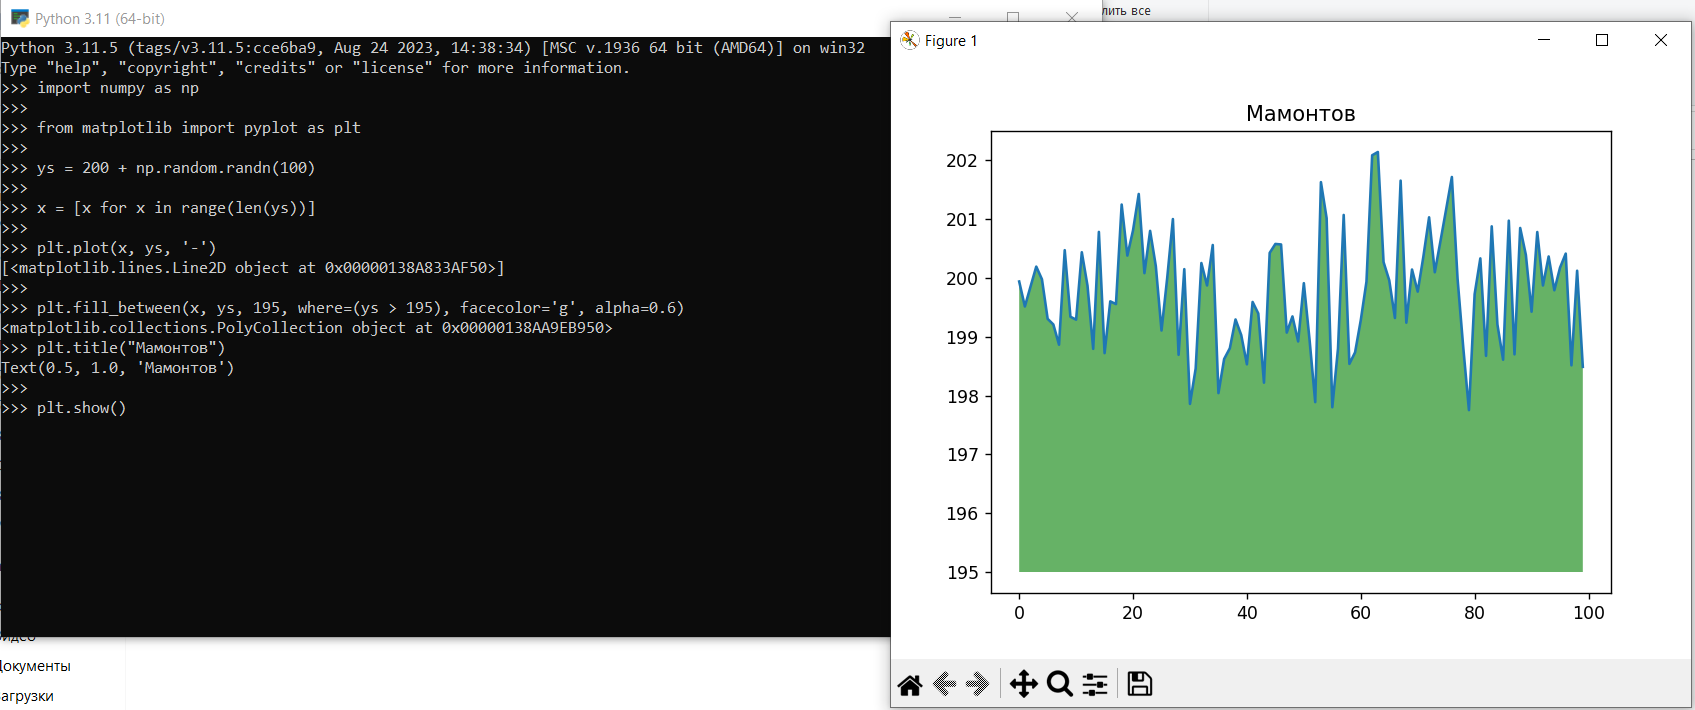 Python 3.11 (64-bit)
Python 3.11.5 (tags/v3.11.5:cce6ba9, Aug 24 2023, 14:38:34) [MSC v.1936 64 bit (AMD64)] on win32
Type "help", "copyright", "credits" or "license" for more information.
>>> import numpy as np
>>>
>>> from matplotlib import pyplot as plt
>>>
>>> ys = 200 + np.random.randn(100)
>>>
>>> x = [x for x in range(len(ys))]
>>>
>>> plt.plot(x, ys, '-')
[<matplotlib.lines.Line2D object at 0x00000138A833AF50>]
>>>
>>> plt.fill_between(x, ys, 195, where=(ys > 195), facecolor='g', alpha=0.6)
<matplotlib.collections.PolyCollection object at 0x00000138AA9EB950>
>>> plt.title("Мамонтов")
Text(0.5, 1.0, 'Мамонтов')
>>>
>>> plt.show()
идео
Документы
агрузки
лить все
Figure 1
Мамонтов
202
201
200
199
198
197
196
195
0 20 40 60 80 100